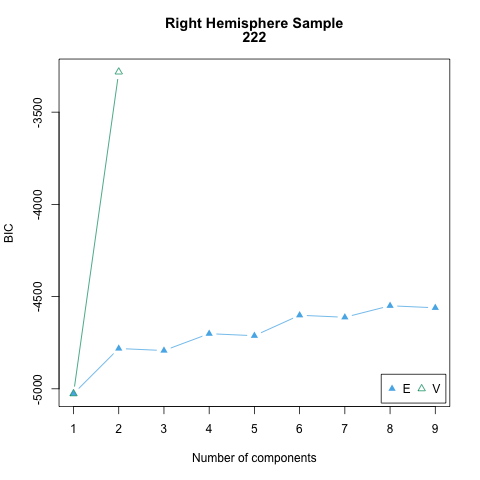 Right Hemisphere Sample
222
BIC
-3500
-4000
-4500
-5000
E V
1 2 3 4 5 6 7 8 9
Number of components